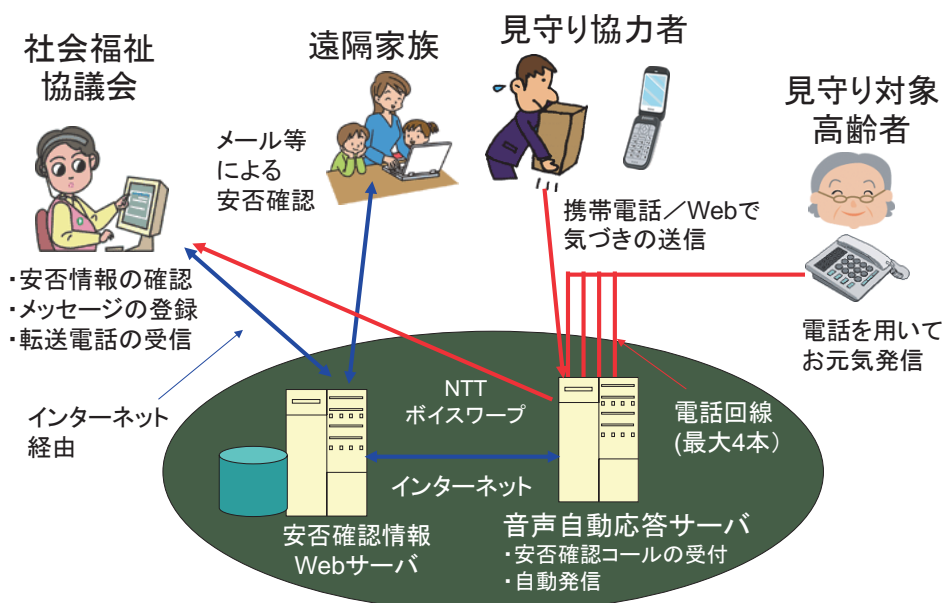 社会福祉
協議会
遠隔家族
見守り協力者
見守り対象
高齢者
メール等
による
安否確認
携帯電話／Webで
気づきの送信
・安否情報の確認
・メッセージの登録
・転送電話の受信
電話を用いて
お元気発信
インターネット
経由
NTT
ボイスワープ
電話回線
(最大4本）
インターネット
安否確認情報
Webサーバ
音声自動応答サーバ
・安否確認コールの受付
・自動発信